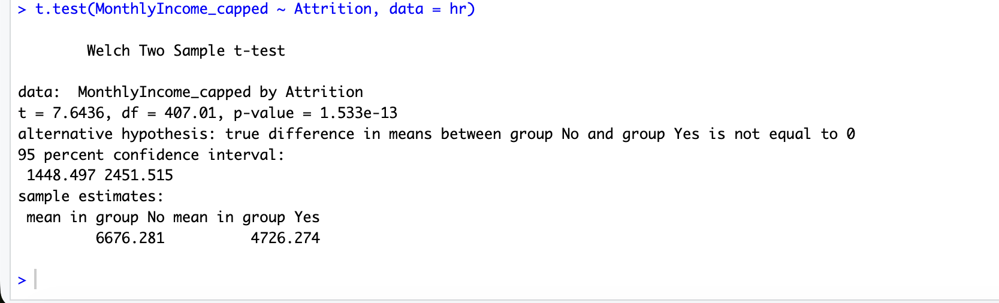 > t.test(MonthlyIncome_capped ~ Attrition, data = hr)
Welch Two Sample t-test
data:  MonthlyIncome_capped by Attrition
t = 7.6436, df = 407.01, p-value = 1.533e-13
alternative hypothesis: true difference in means between group No and group Yes is not equal to 0
95 percent confidence interval:
 1448.497 2451.515
sample estimates:
 mean in group No mean in group Yes
         6676.281          4726.274
>